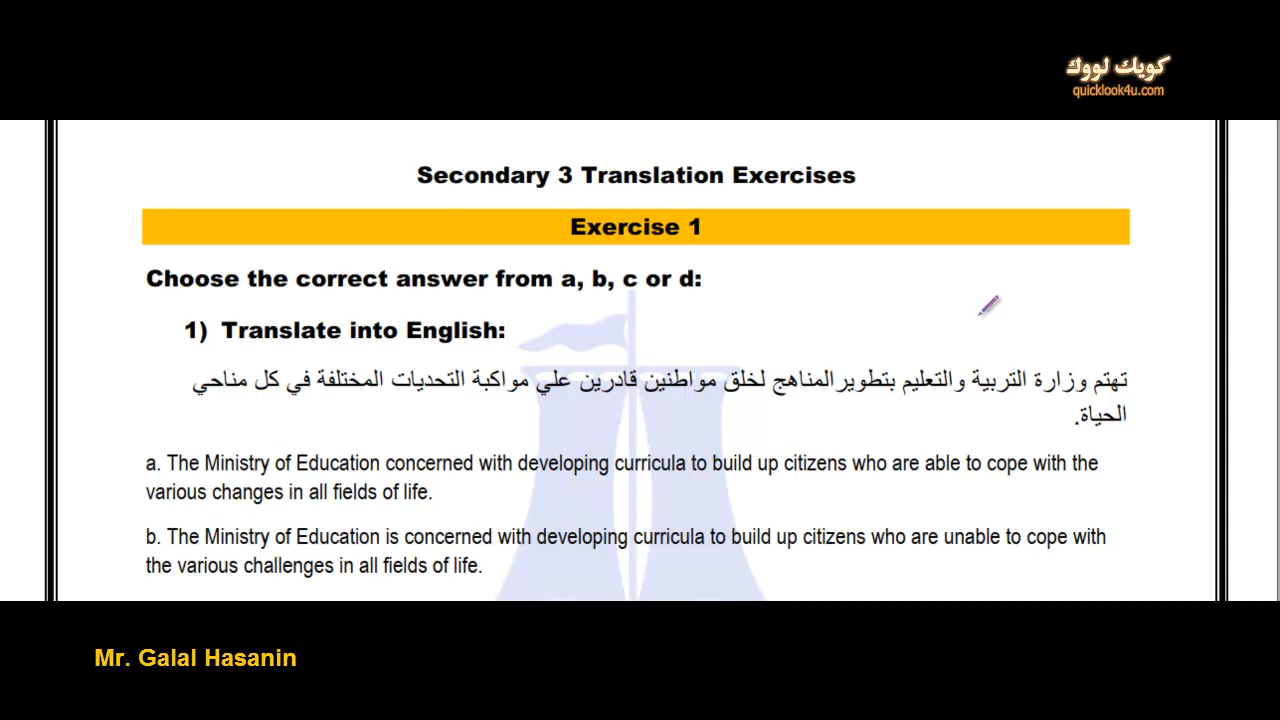 كويك لووك
quicklook4u.com
Secondary 3 Translation Exercises
Exercise 1
Choose the correct answer from a, b, c or d:
1) Translate into English:
تهتم وزارة التربية والتعليم بتطويرالمناهج لخلق مواطنين قادرين علي مواكبة التحديات المختلفة في كل مناحي
الحياة.
a. The Ministry of Education concerned with developing curricula to build up citizens who are able to cope with the
various changes in all fields of life.
b. The Ministry of Education is concerned with developing curricula to build up citizens who are unable to cope with
the various challenges in all fields of life.
Mr. Galal Hasanin